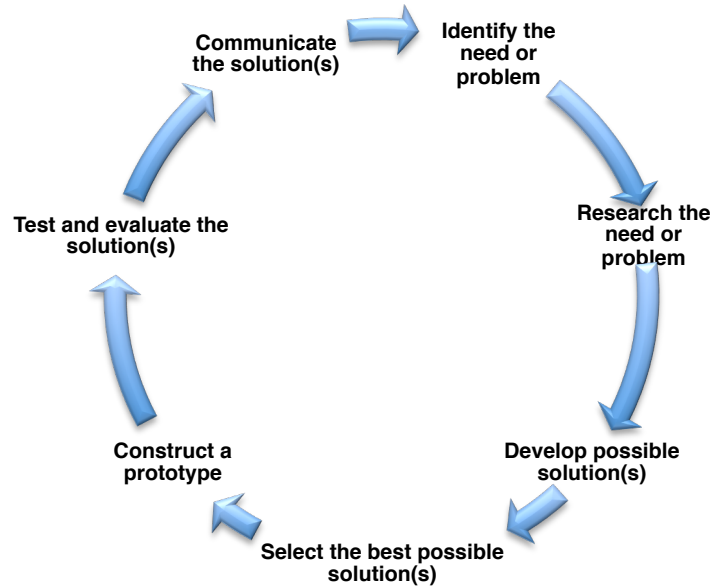 Communicate
the solution(s)
Identify the
need or
problem
Research the
need or
problem
Develop possible
solution(s)
Select the best possible
solution(s)
Construct a
prototype
Test and evaluate the
solution(s)